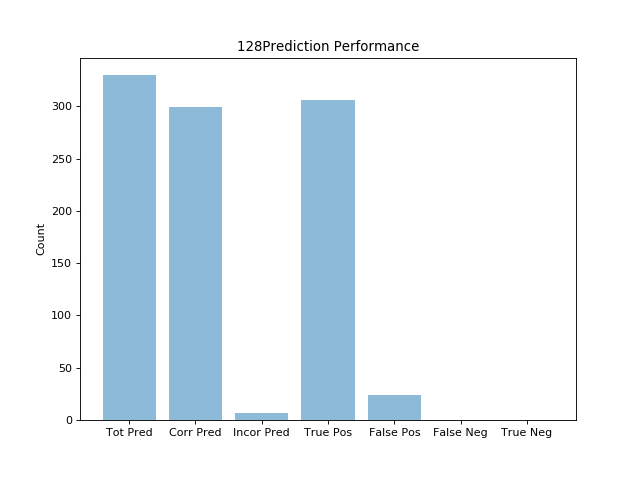 128Prediction Performance
Count
300
250
200
150
100
50
0
Tot Pred Corr Pred Incor Pred True Pos False Pos False Neg True Neg